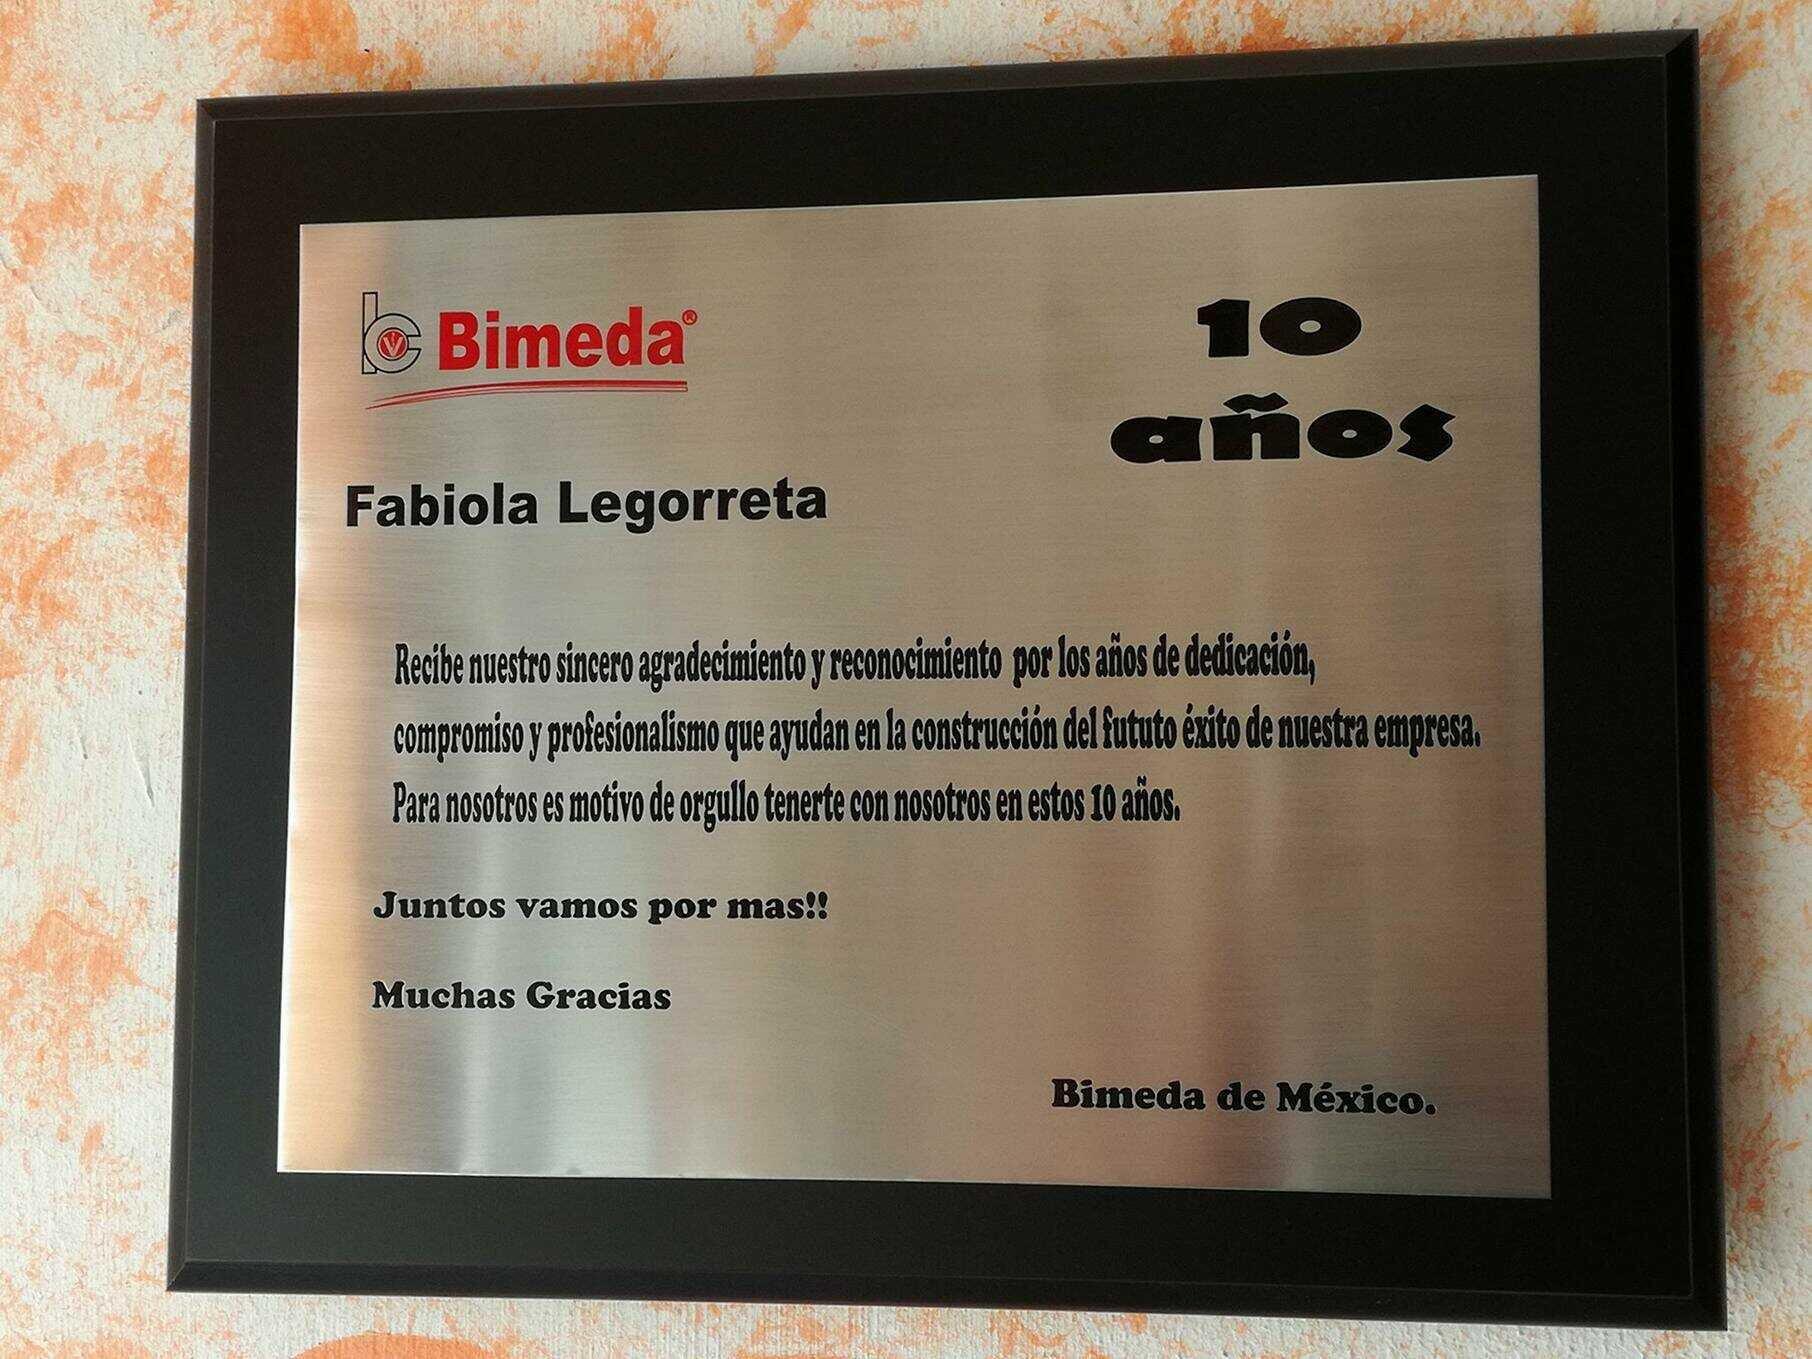 Bimeda®
10
años
Fabiola Legorreta
Recibe nuestro sincero agradecimiento y reconocimiento por los años de dedicación,
compromiso y profesionalismo que ayudan en la construcción del fututo éxito de nuestra empresa.
Para nosotros es motivo de orgullo tenerte con nosotros en estos 10 años.
Juntos vamos por mas!!
Muchas Gracias
Bimeda de México.